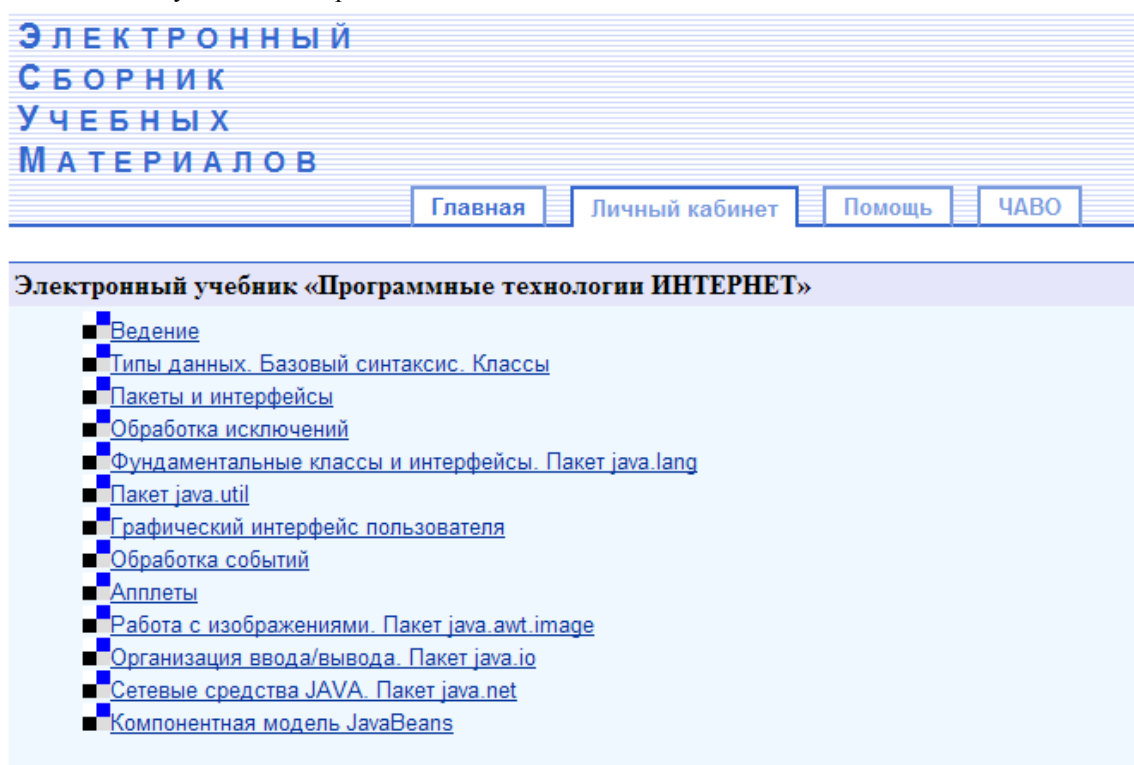 ЭЛЕКТРОННЫЙ
СБОРНИК
УЧЕБНЫХ
МАТЕРИАЛОВ
Главная Личный кабинет Помощь ЧАВО
Электронный учебник «Программные технологии ИНТЕРНЕТ»
Ведение
Типы данных. Базовый синтаксис. Классы
Пакеты и интерфейсы
Обработка исключений
Фундаментальные классы и интерфейсы. Пакет java.lang
Пакет java.util
Графический интерфейс пользователя
Обработка событий
Апплеты
Работа с изображениями. Пакет java.awt.image
Организация ввода/вывода. Пакет java.io
Сетевые средства JAVA. Пакет java.net
Компонентная модель JavaBeans